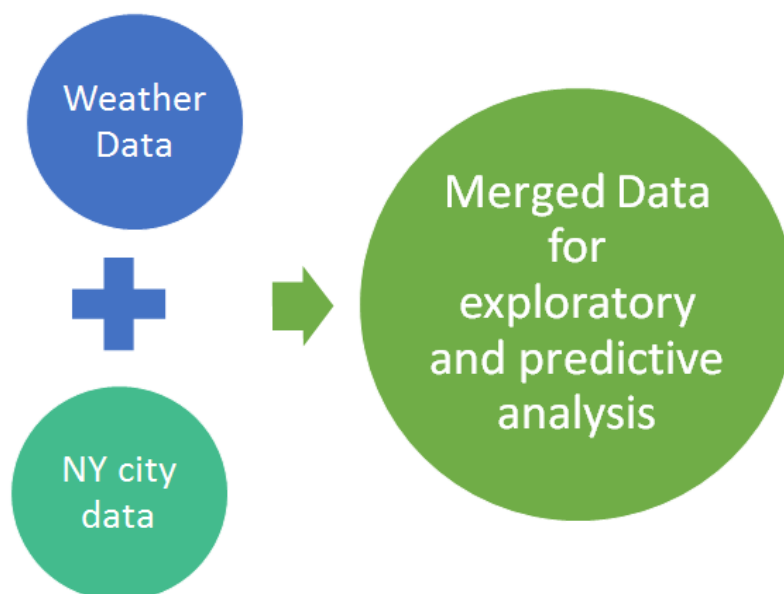 Weather
Data
NY city
data
Merged Data
for
exploratory
and predictive
analysis